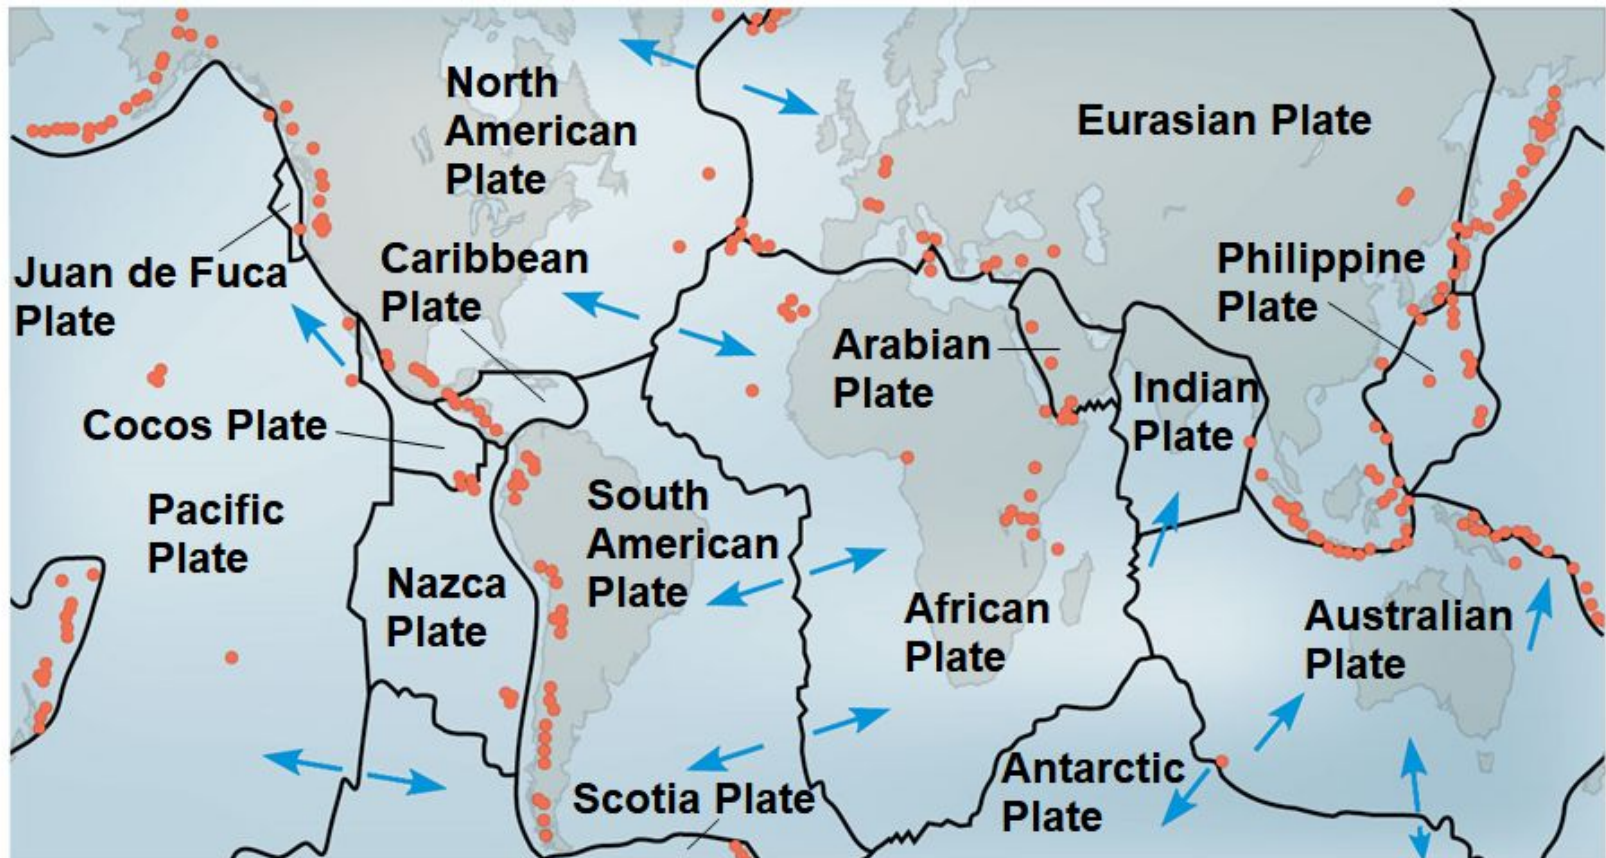 North
American
Plate
Eurasian Plate
Juan de Fuca
Plate
Caribbean
Plate
Philippine
Plate
Arabian
Plate
Indian
Plate
Cocos Plate
Pacific
Plate
South
American
Plate
Nazca
Plate
African
Plate
Australian
Plate
Antarctic
Plate
Scotia Plate